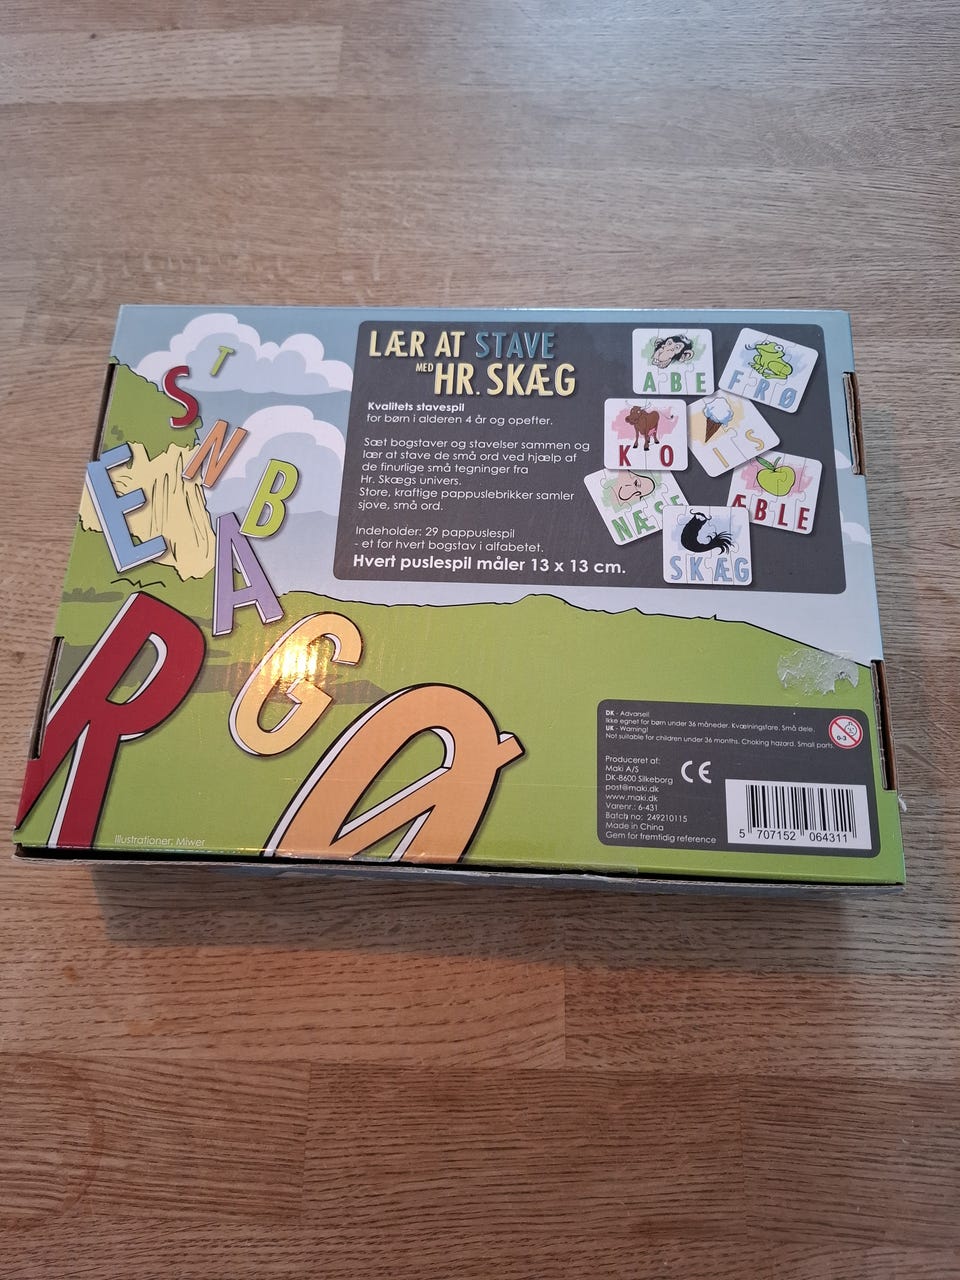 T
S
N
E
B
A
R
G
Ø
LÆR AT STAVE
MED HR. SKÆG
Kvalitets stavespil
for børn i alderen 4 år og opefter.
Sæt bogstaver og stavelser sammen og
lær at stave de små ord ved hjælp af
de finurlige små tegninger fra
Hr. Skægs univers.
Store, kraftige pappuslebrikker samler
sjove, små ord.
Indeholder: 29 pappuslespil
- et for hvert bogstav i alfabetet.
Hvert puslespil måler 13 x 13 cm.
ABE
FRØ
KO
IS
NÆSE
ÆBLE
SKÆG
DK - Advarsel!
Ikke egnet for børn under 36 måneder. Kvælningsfare. Små dele.
UK - Warning!
Not suitable for children under 36 months. Choking hazard. Small parts.
0-3
Produceret af:
Maki A/S
DK-8600 Silkeborg
post@maki.dk
www.maki.dk
Varenr.: 6-431
Batch no: 249210115
Made in China
Gem for fremtidig reference
CE
5 707152 064311
Illustrationer: Miwer